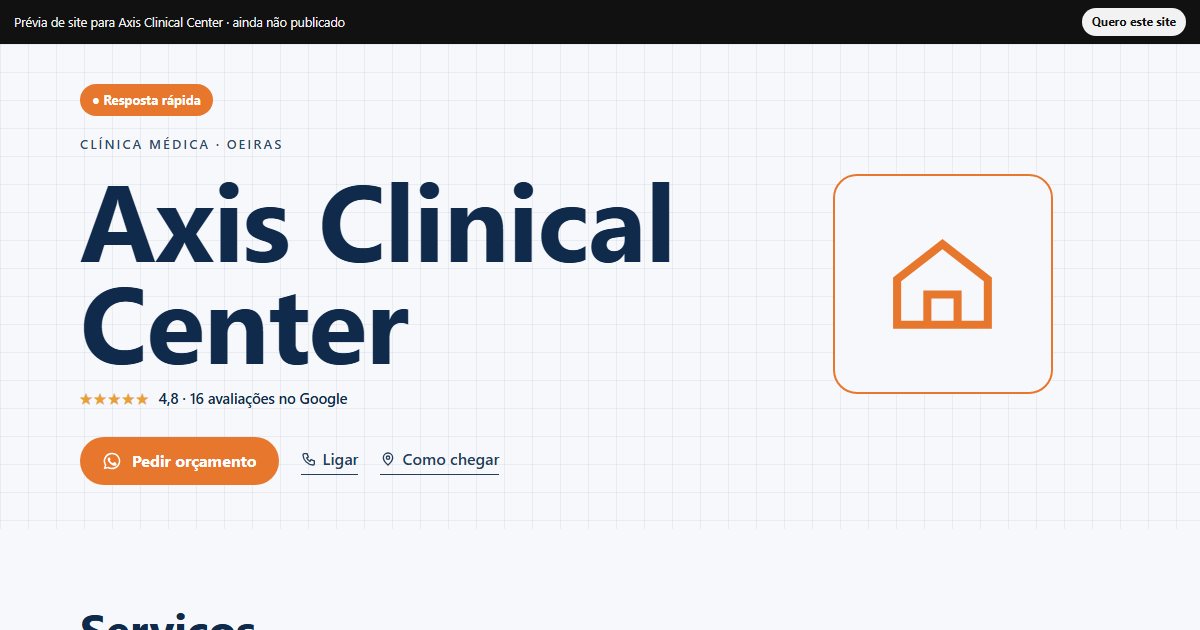 Prévia de site para Axis Clinical Center · ainda não publicado
Quero este site
Resposta rápida
CLÍNICA MÉDICA · OEIRAS
Axis Clinical
Center
★★★★★ 4,8 · 16 avaliações no Google
Pedir orçamento
Ligar
Como chegar
Serviços